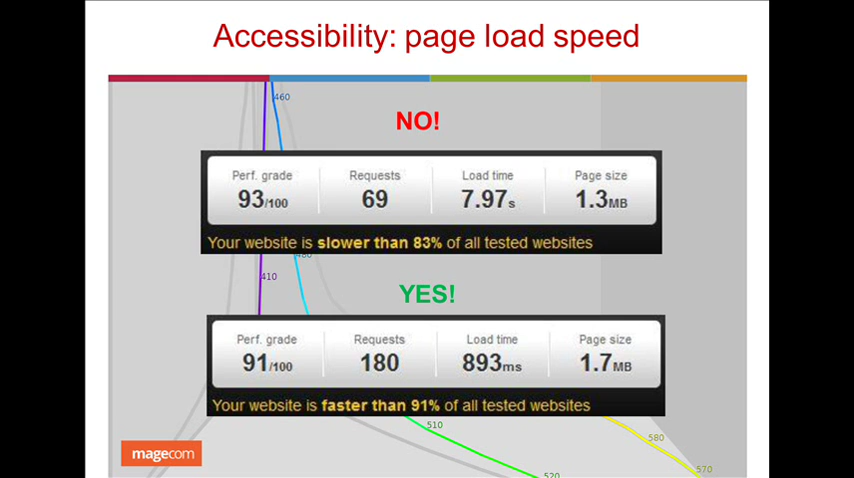 Accessibility: page load speed
460
NO!
Perf. grade Requests Load time Page size
93/100 69 7.97s 1.3MB
Your website is slower than 83% of all tested websites
480
410
YES!
Perf. grade Requests Load time Page size
91/100 180 893ms 1.7MB
Your website is faster than 91% of all tested websites
510
580
magecom
570
520